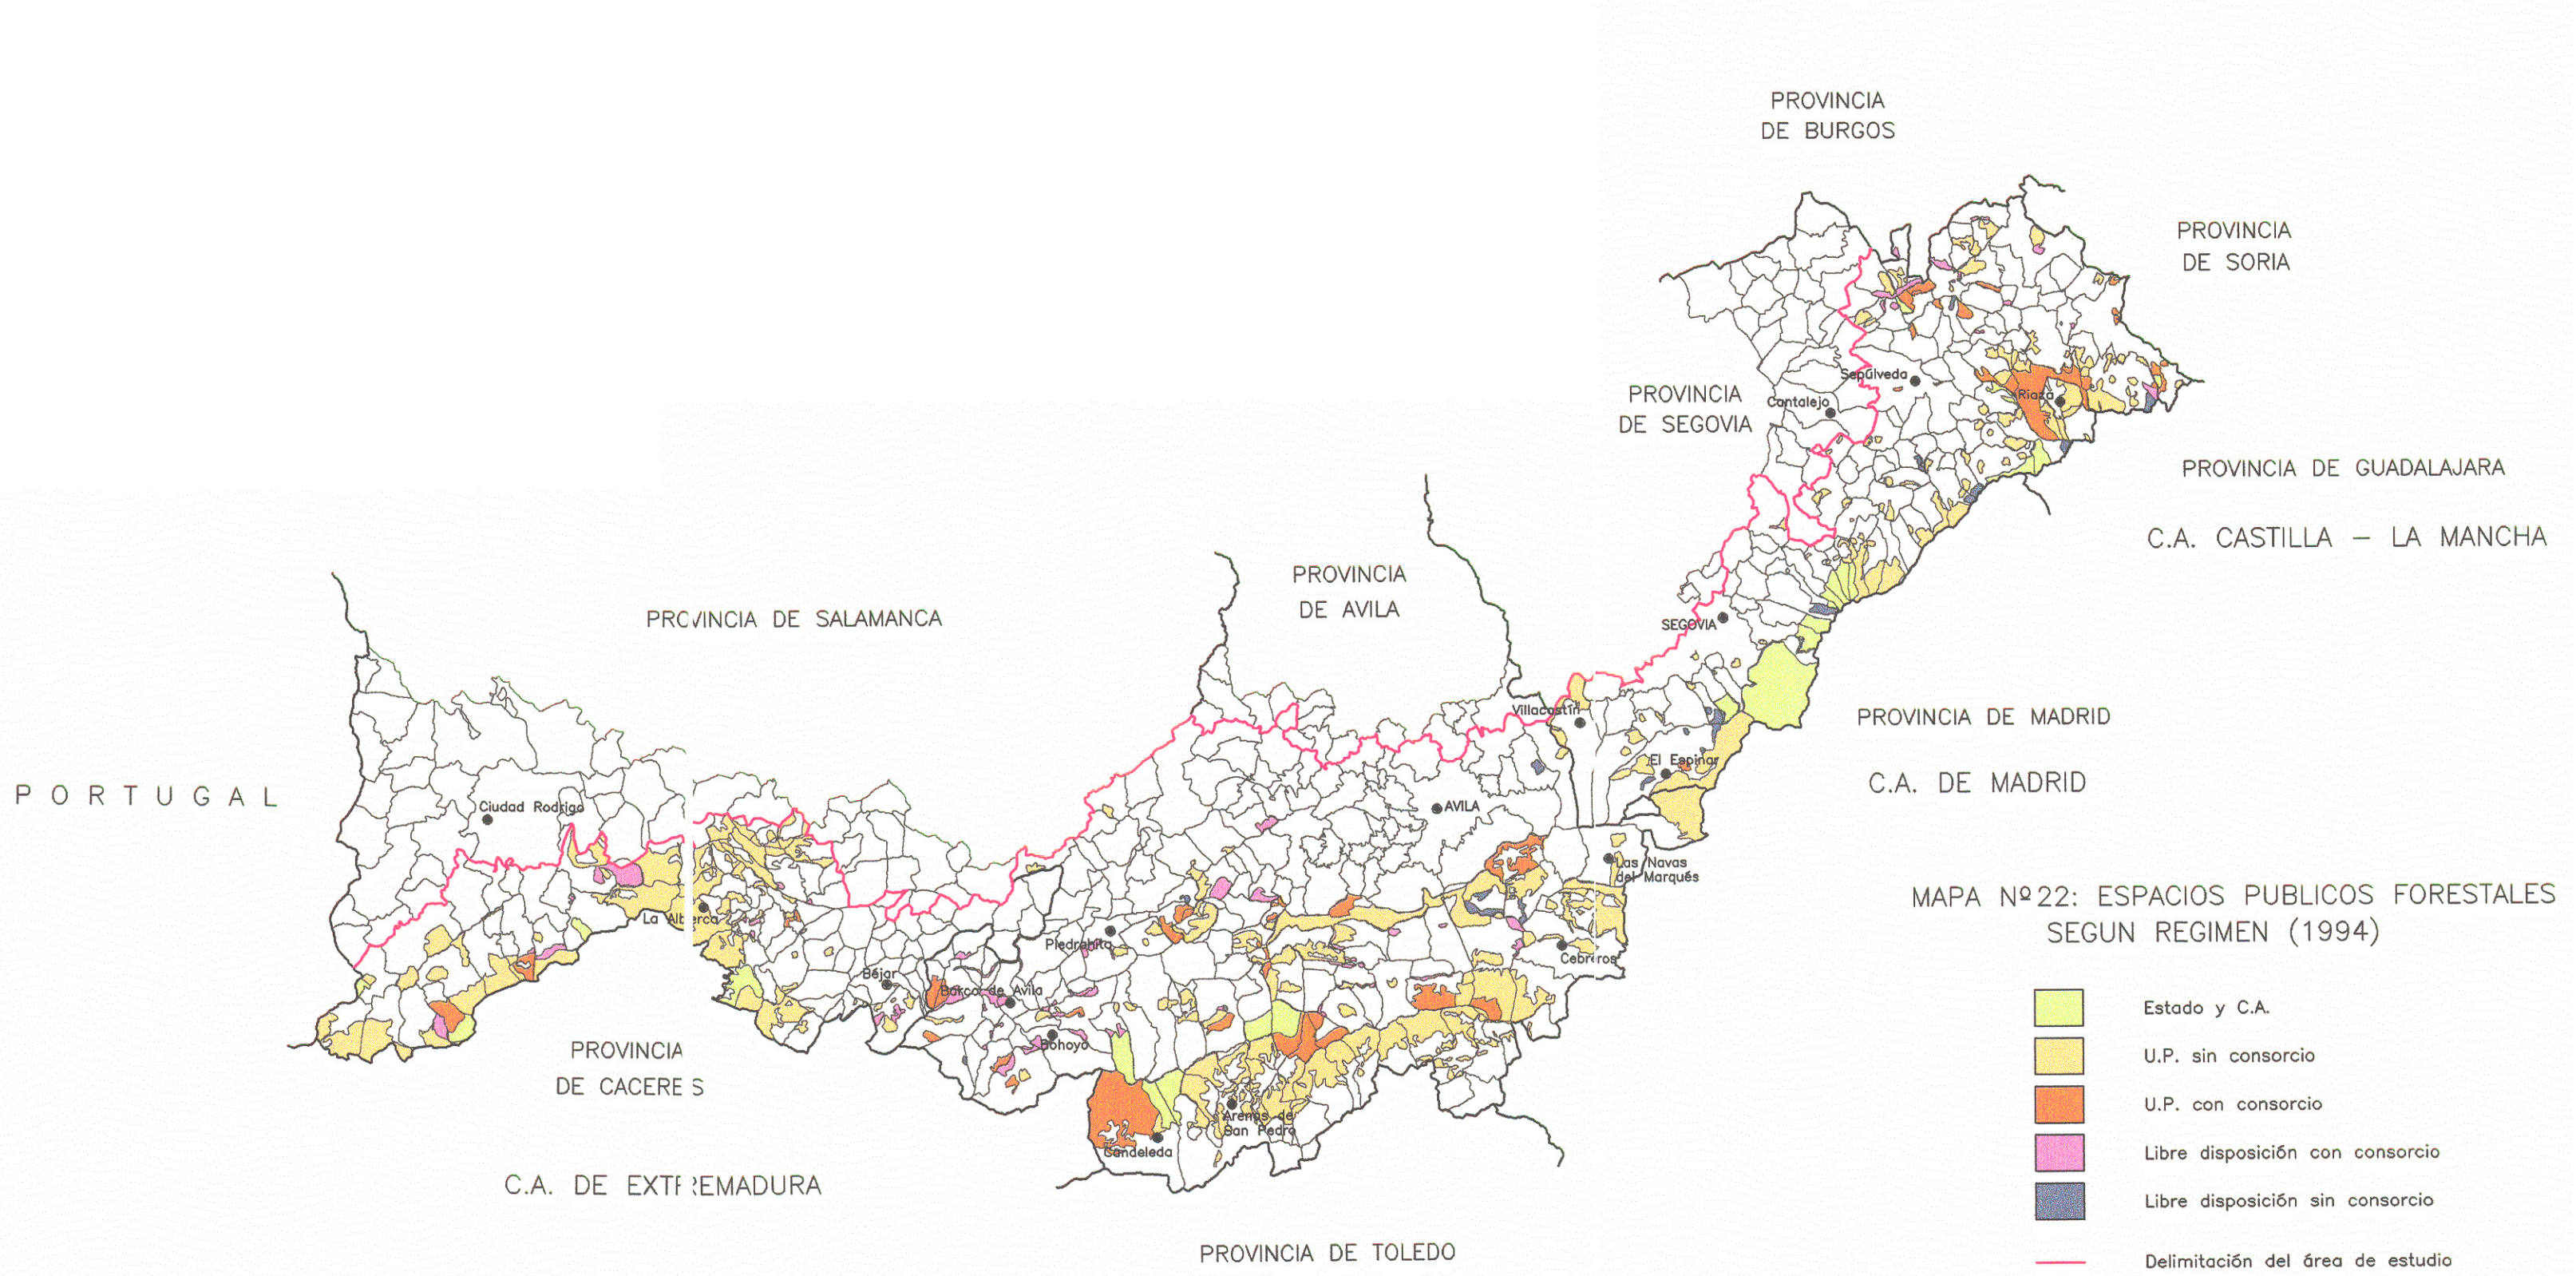 PROVINCIA
DE BURGOS
PROVINCIA
DE SORIA
Sepúlveda
PROVINCIA
DE SEGOVIA
Cantalejo
Riaza
PROVINCIA DE GUADALAJARA
C.A. CASTILLA – LA MANCHA
PROVINCIA
DE AVILA
PROVINCIA DE SALAMANCA
SEGOVIA
Villacastín
PROVINCIA DE MADRID
El Espinar
C.A. DE MADRID
PORTUGAL
Ciudad Rodrigo
AVILA
Las Navas
del Marqués
La Alberca
Piedrahita
Cebreros
Béjar
Barco de Avila
Bohoyo
PROVINCIA
DE CACERES
Arenas de
San Pedro
Candeleda
C.A. DE EXTREMADURA
PROVINCIA DE TOLEDO
MAPA Nº22: ESPACIOS PUBLICOS FORESTALES
SEGUN REGIMEN (1994)
Estado y C.A.
U.P. sin consorcio
U.P. con consorcio
Libre disposición con consorcio
Libre disposición sin consorcio
Delimitación del área de estudio